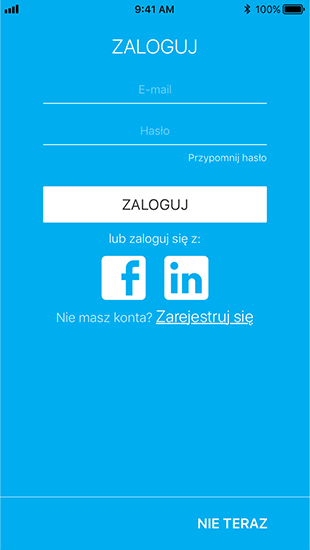 9:41 AM 100%
ZALOGUJ
E-mail
Hasło
Przypomnij hasło
ZALOGUJ
lub zaloguj się z:
f in
Nie masz konta? Zarejestruj się
NIE TERAZ